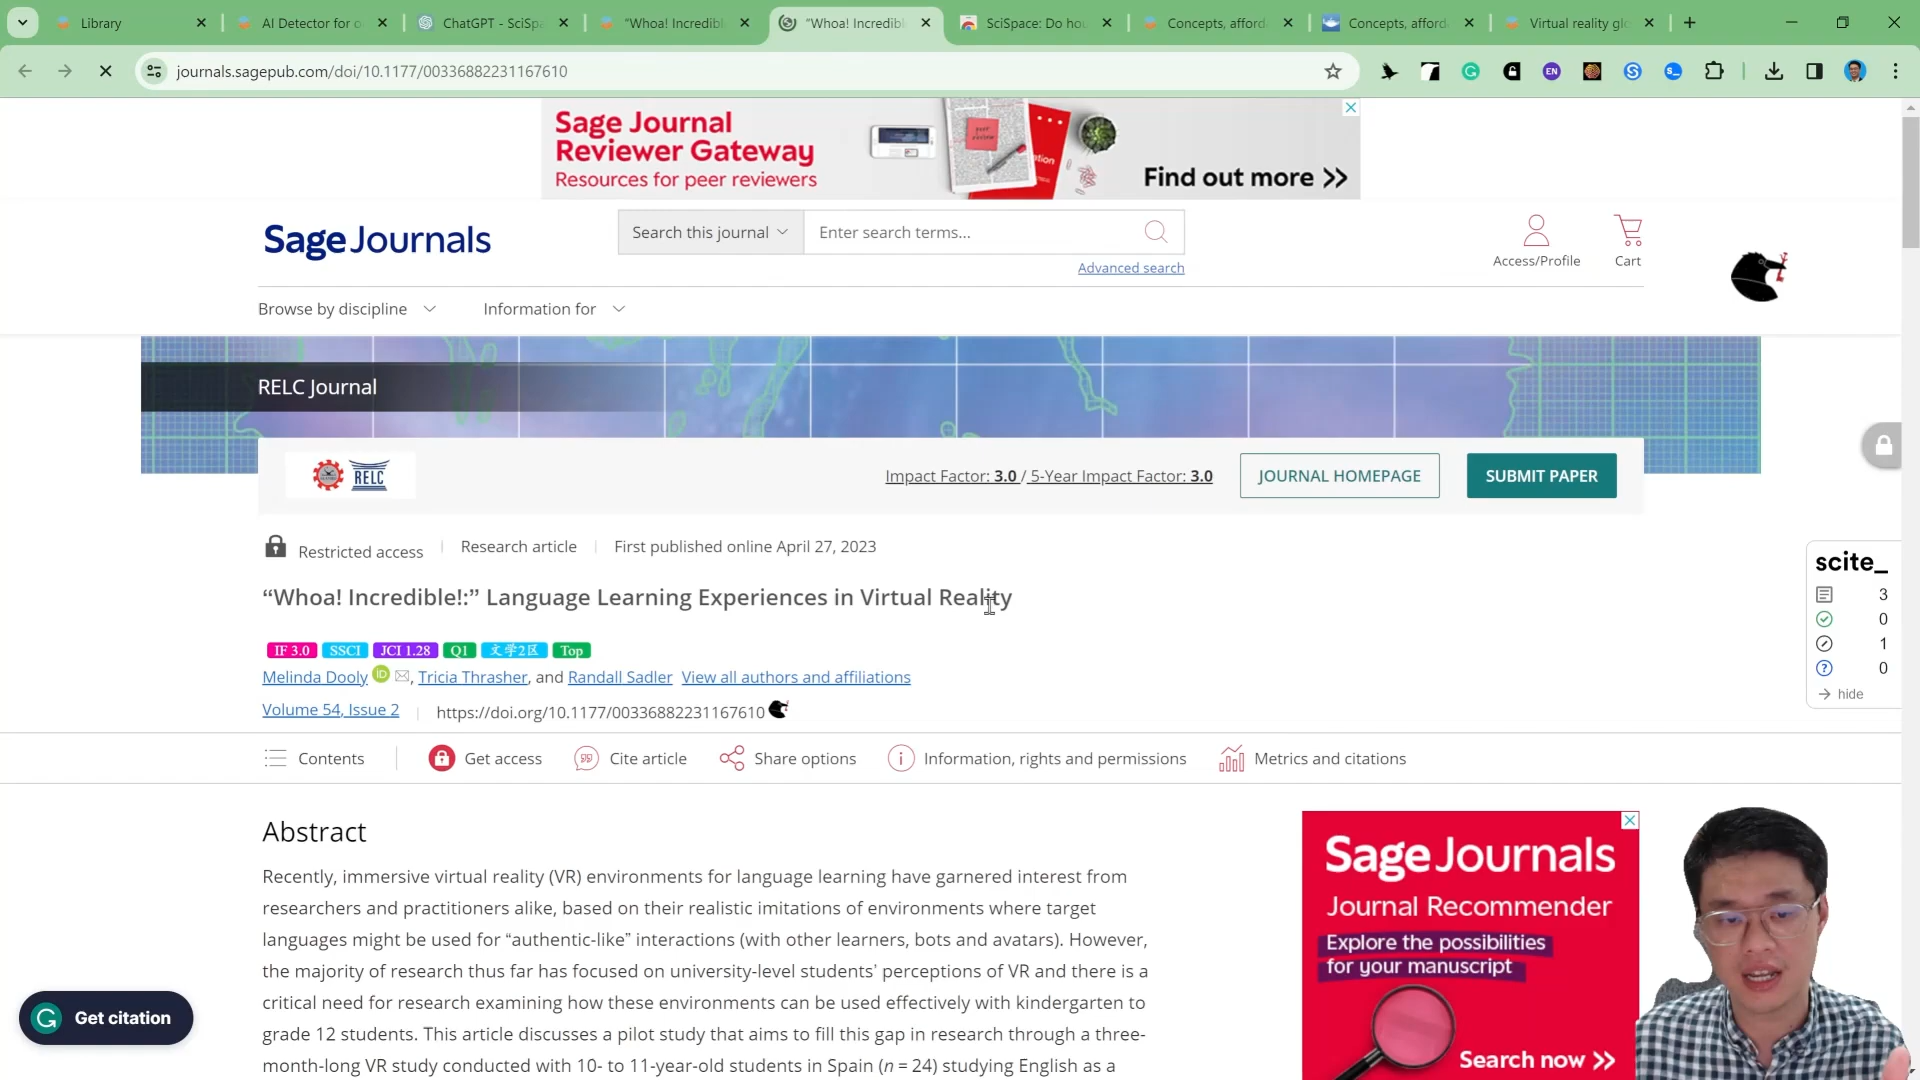 Library
AI Detector for o
ChatGPT - SciSpa
“Whoa! Incredibl
“Whoa! Incredibl
SciSpace: Do hou
Concepts, afford
Concepts, afford
Virtual reality glo
journals.sagepub.com/doi/10.1177/00336882231167610
EN
Sage Journal
Reviewer Gateway
Resources for peer reviewers
Find out more >>
Sage Journals
Search this journal
Enter search terms...
Advanced search
Access/Profile
Cart
Browse by discipline
Information for
RELC Journal
RELC
Impact Factor: 3.0 / 5-Year Impact Factor: 3.0
JOURNAL HOMEPAGE
SUBMIT PAPER
Restricted access
Research article
First published online April 27, 2023
“Whoa! Incredible!:” Language Learning Experiences in Virtual Reality
IF 3.0 SSCI JCI 1.28 Q1 文学2区 Top
Melinda Dooly iD, Tricia Thrasher, and Randall Sadler View all authors and affiliations
Volume 54, Issue 2
https://doi.org/10.1177/00336882231167610
scite_
3
0
1
0
hide
Contents
Get access
Cite article
Share options
Information, rights and permissions
Metrics and citations
Abstract
Recently, immersive virtual reality (VR) environments for language learning have garnered interest from
researchers and practitioners alike, based on their realistic imitations of environments where target
languages might be used for “authentic-like” interactions (with other learners, bots and avatars). However,
the majority of research thus far has focused on university-level students’ perceptions of VR and there is a
critical need for research examining how these environments can be used effectively with kindergarten to
grade 12 students. This article discusses a pilot study that aims to fill this gap in research through a three-
month-long VR study conducted with 10- to 11-year-old students in Spain (n = 24) studying English as a
Sage Journals
Journal Recommender
Explore the possibilities
for your manuscript
Search now >>
Get citation